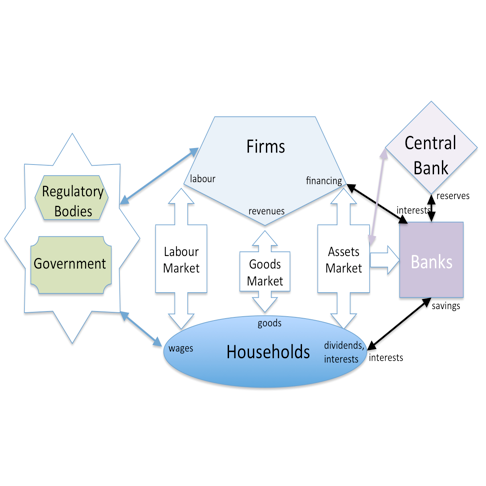 Firms
labour
financing
revenues
Central
Bank
reserves
interests
Regulatory
Bodies
Government
Labour
Market
Goods
Market
Assets
Market
Banks
savings
goods
wages
Households
dividends,
interests
interests